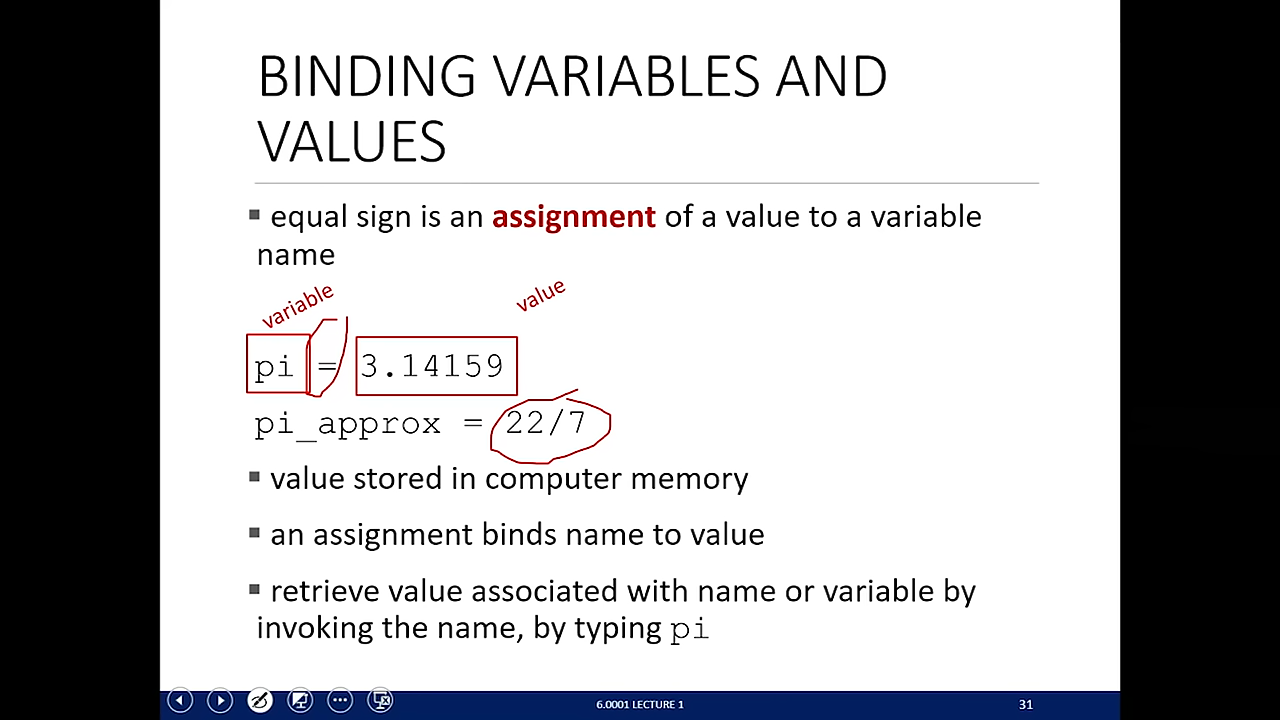 BINDING VARIABLES AND
VALUES
▪ equal sign is an assignment of a value to a variable
name
variable
value
pi = 3.14159
pi_approx = 22/7
▪ value stored in computer memory
▪ an assignment binds name to value
▪ retrieve value associated with name or variable by
invoking the name, by typing pi
6.0001 LECTURE 1
31